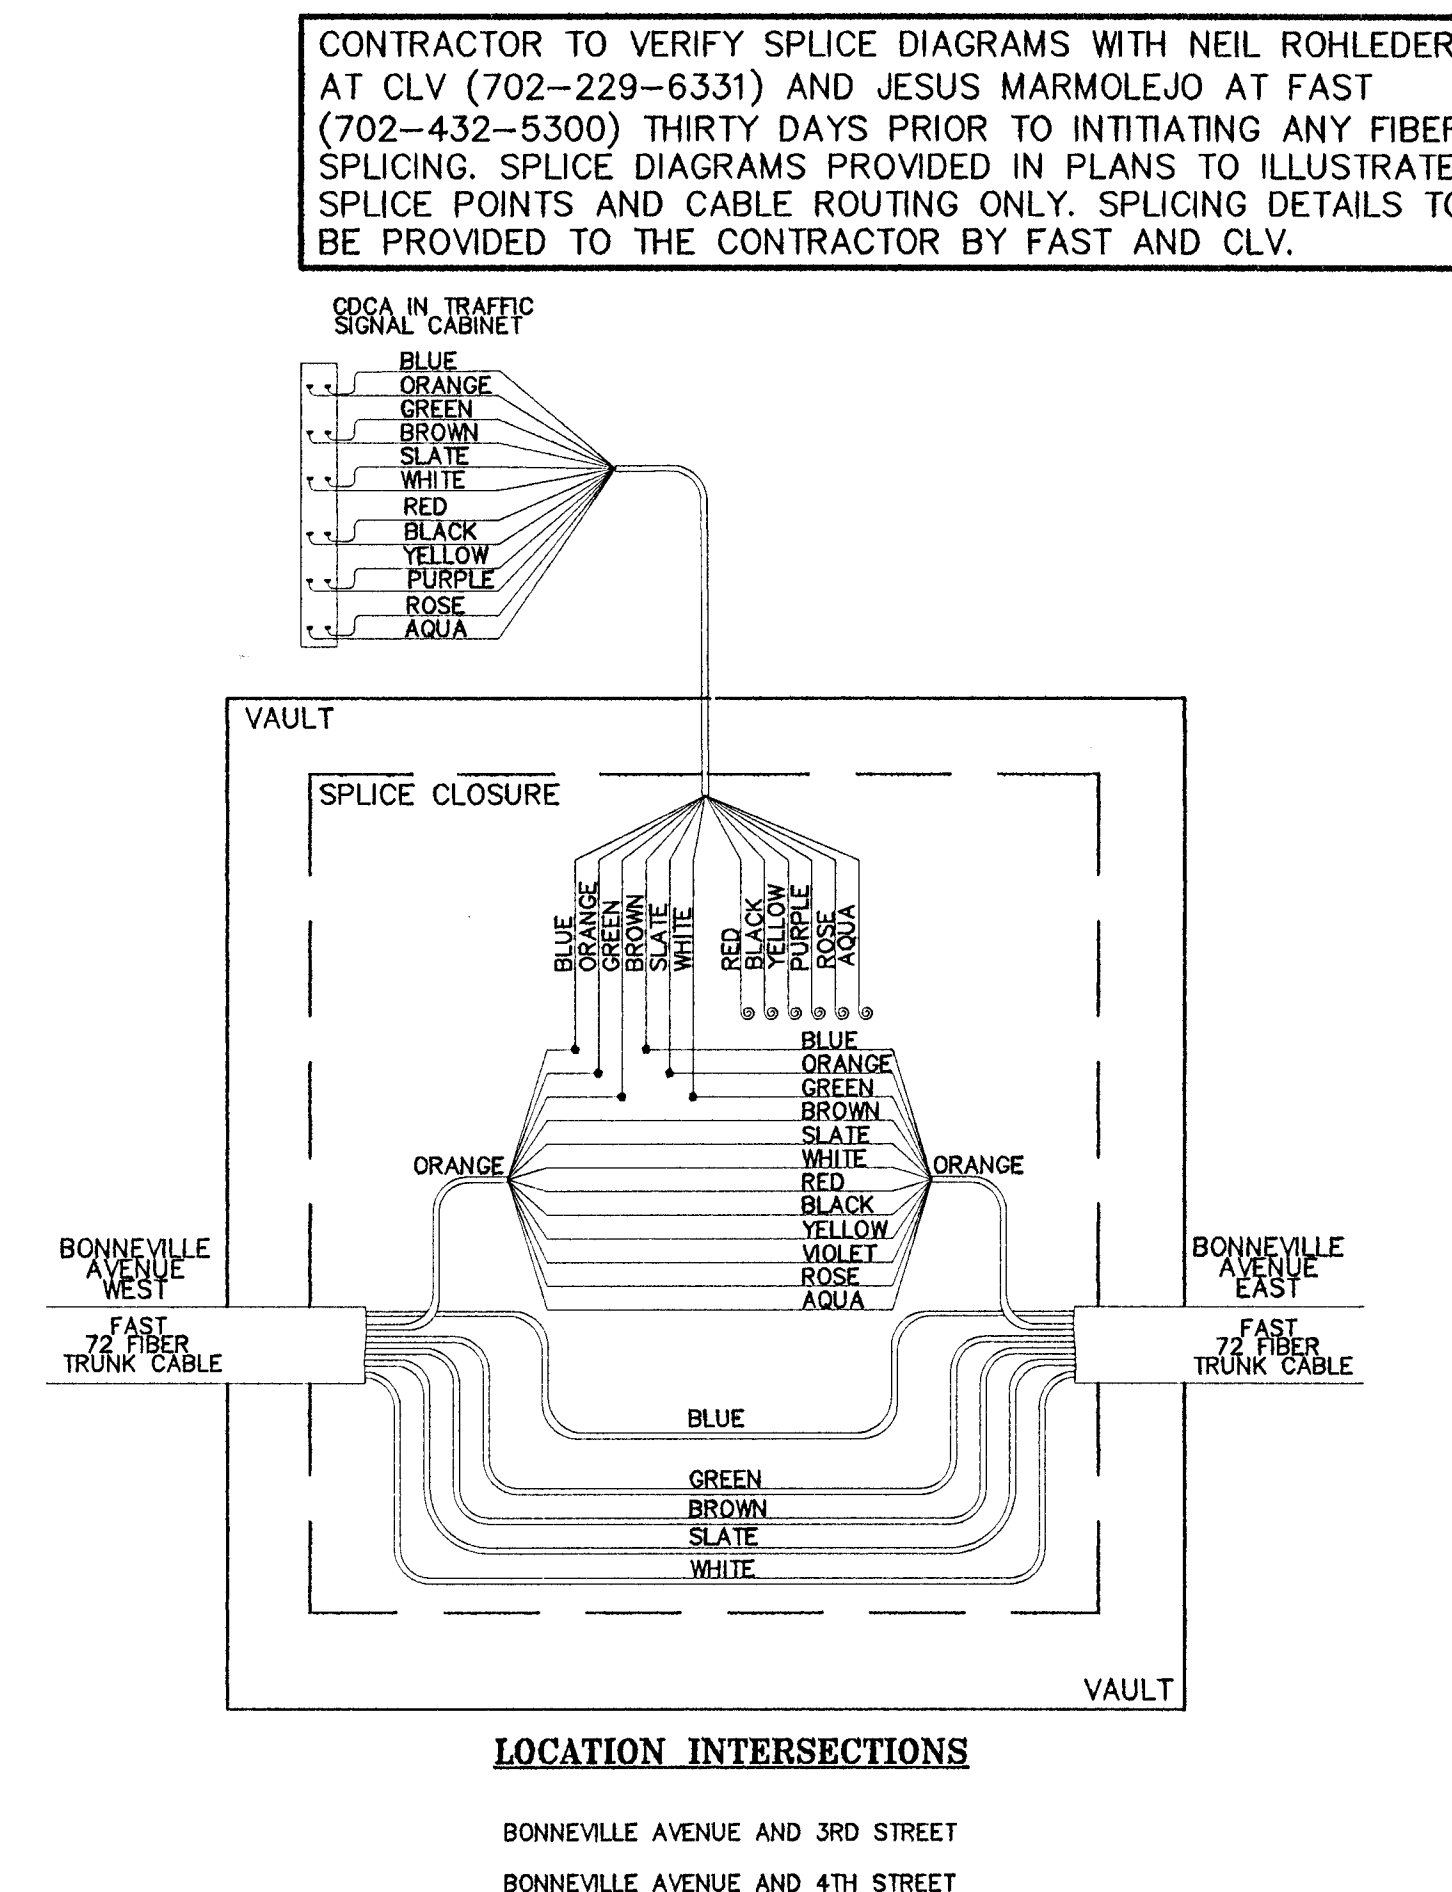 CONTRACTOR TO VERIFY SPLICE DIAGRAMS WITH NEIL ROHLEDER
AT CLV (702-229-6331) AND JESUS MARMOLEJO AT FAST
(702-432-5300) THIRTY DAYS PRIOR TO INTITIATING ANY FIBER
SPLICING. SPLICE DIAGRAMS PROVIDED IN PLANS TO ILLUSTRATE
SPLICE POINTS AND CABLE ROUTING ONLY. SPLICING DETAILS TO
BE PROVIDED TO THE CONTRACTOR BY FAST AND CLV.
CDCA IN TRAFFIC
SIGNAL CABINET
BLUE
ORANGE
GREEN
BROWN
SLATE
WHITE
RED
BLACK
YELLOW
PURPLE
ROSE
AQUA
VAULT
SPLICE CLOSURE
BLUE
ORANGE
GREEN
BROWN
SLATE
WHITE
RED
BLACK
YELLOW
PURPLE
ROSE
AQUA
BLUE
ORANGE
GREEN
BROWN
SLATE
WHITE
RED
BLACK
YELLOW
VIOLET
ROSE
AQUA
ORANGE
ORANGE
BONNEVILLE
AVENUE
WEST
FAST
72 FIBER
TRUNK CABLE
BONNEVILLE
AVENUE
EAST
FAST
72 FIBER
TRUNK CABLE
BLUE
GREEN
BROWN
SLATE
WHITE
VAULT
LOCATION INTERSECTIONS
BONNEVILLE AVENUE AND 3RD STREET
BONNEVILLE AVENUE AND 4TH STREET